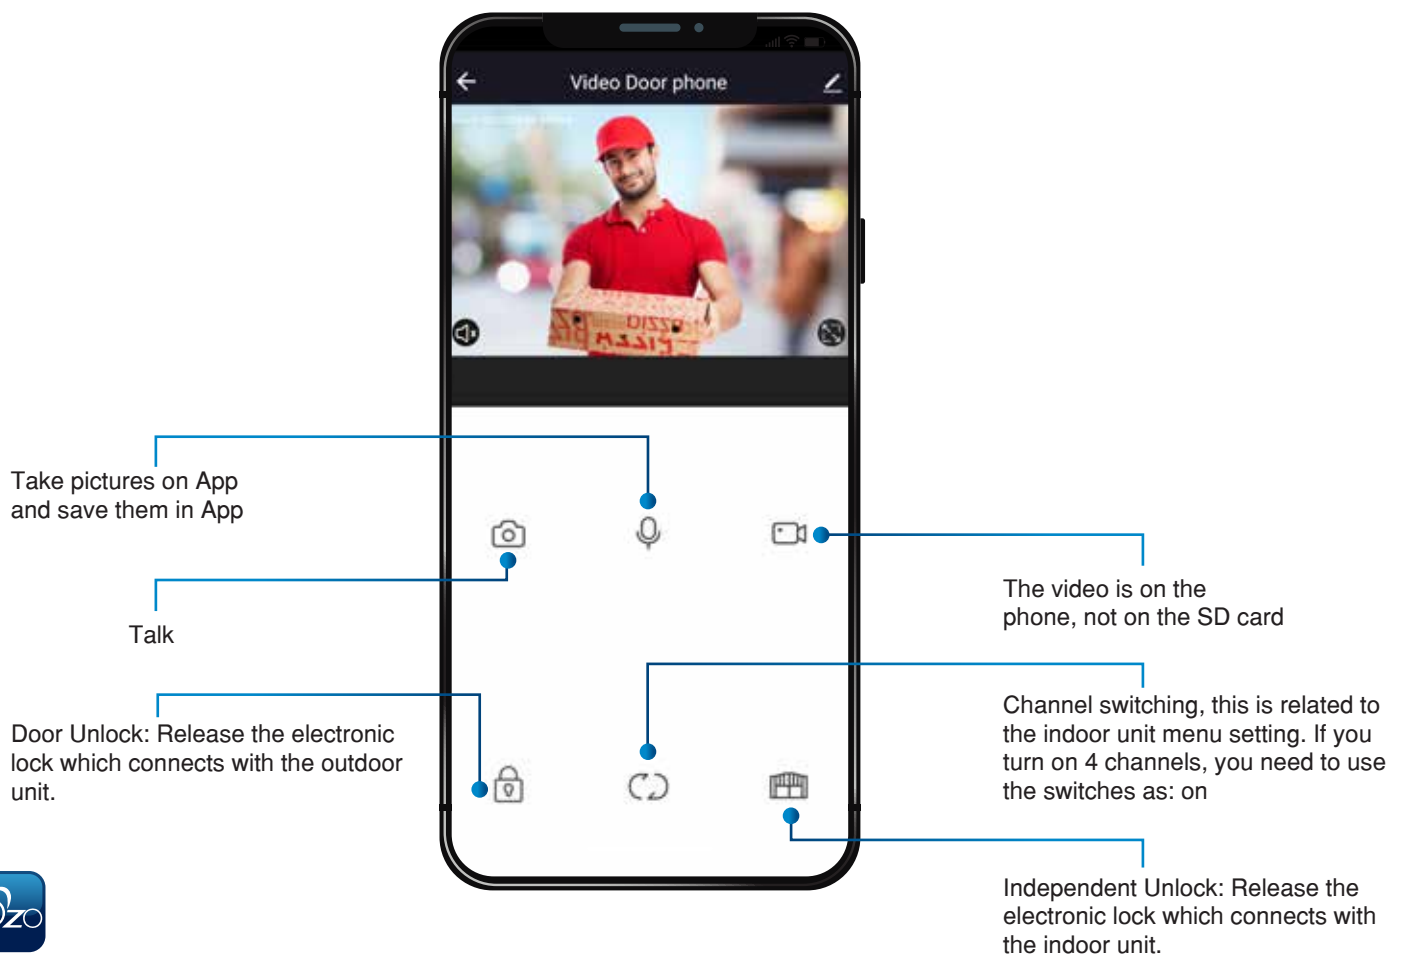 Video Door phone
PIZZA
PIZZA
Take pictures on App
and save them in App
Talk
The video is on the
phone, not on the SD card
Door Unlock: Release the electronic
lock which connects with the outdoor
unit.
Channel switching, this is related to
the indoor unit menu setting. If you
turn on 4 channels, you need to use
the switches as: on
Independent Unlock: Release the
electronic lock which connects with
the indoor unit.